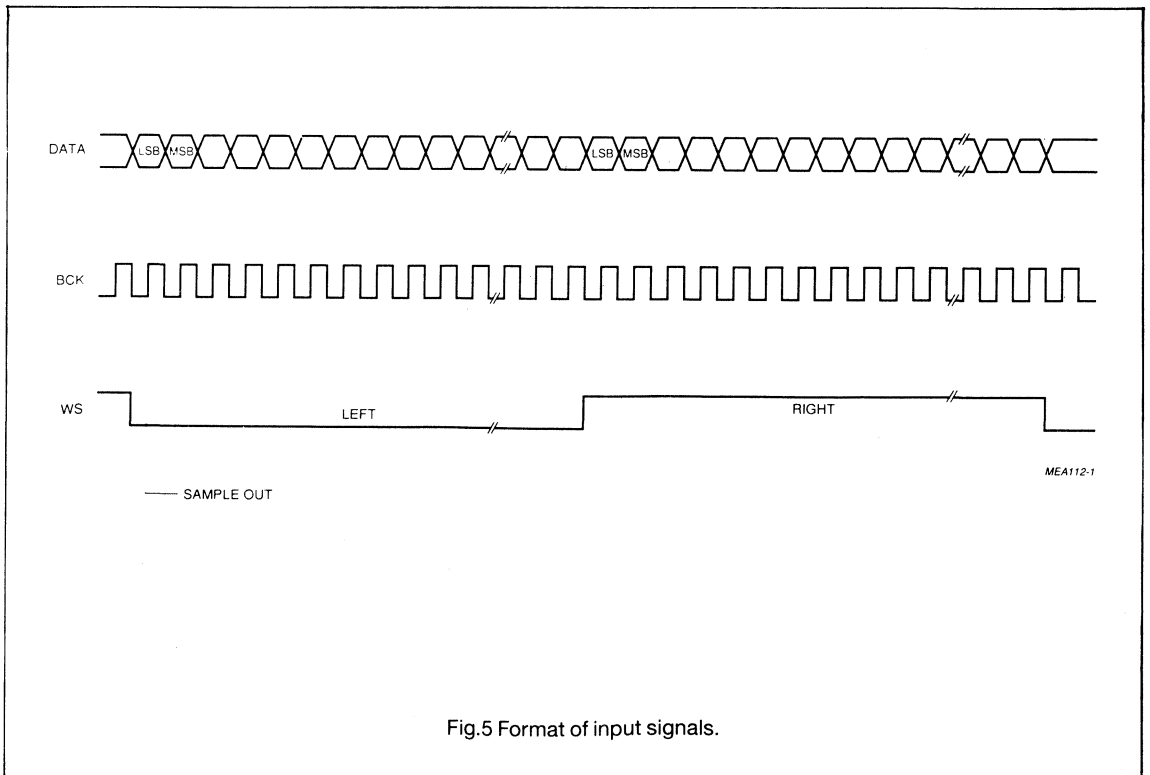 DATA LSB MSB LSB MSB
BCK
WS LEFT RIGHT
MEA112-1
SAMPLE OUT
Fig.5 Format of input signals.